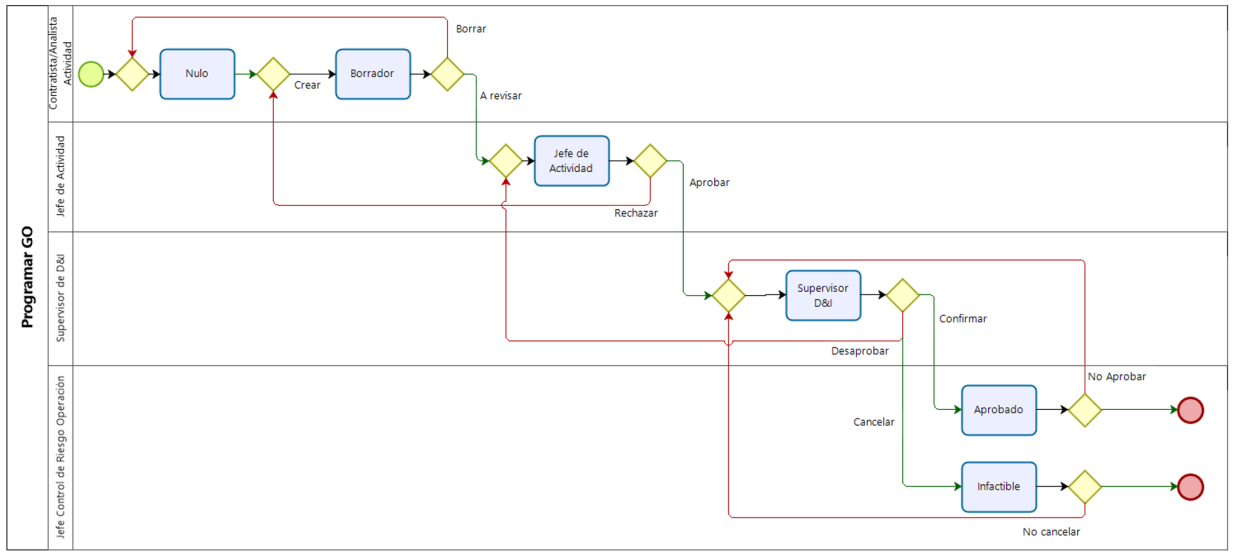 Programar GO
Contratista/Analista
Actividad
Borrar
Nulo
Crear
Borrador
A revisar
Jefe de Actividad
Jefe de
Actividad
Aprobar
Rechazar
Supervisor de D&I
Supervisor
D&I
Confirmar
Desaprobar
Jefe Control de Riesgo Operación
No Aprobar
Aprobado
Cancelar
Infactible
No cancelar